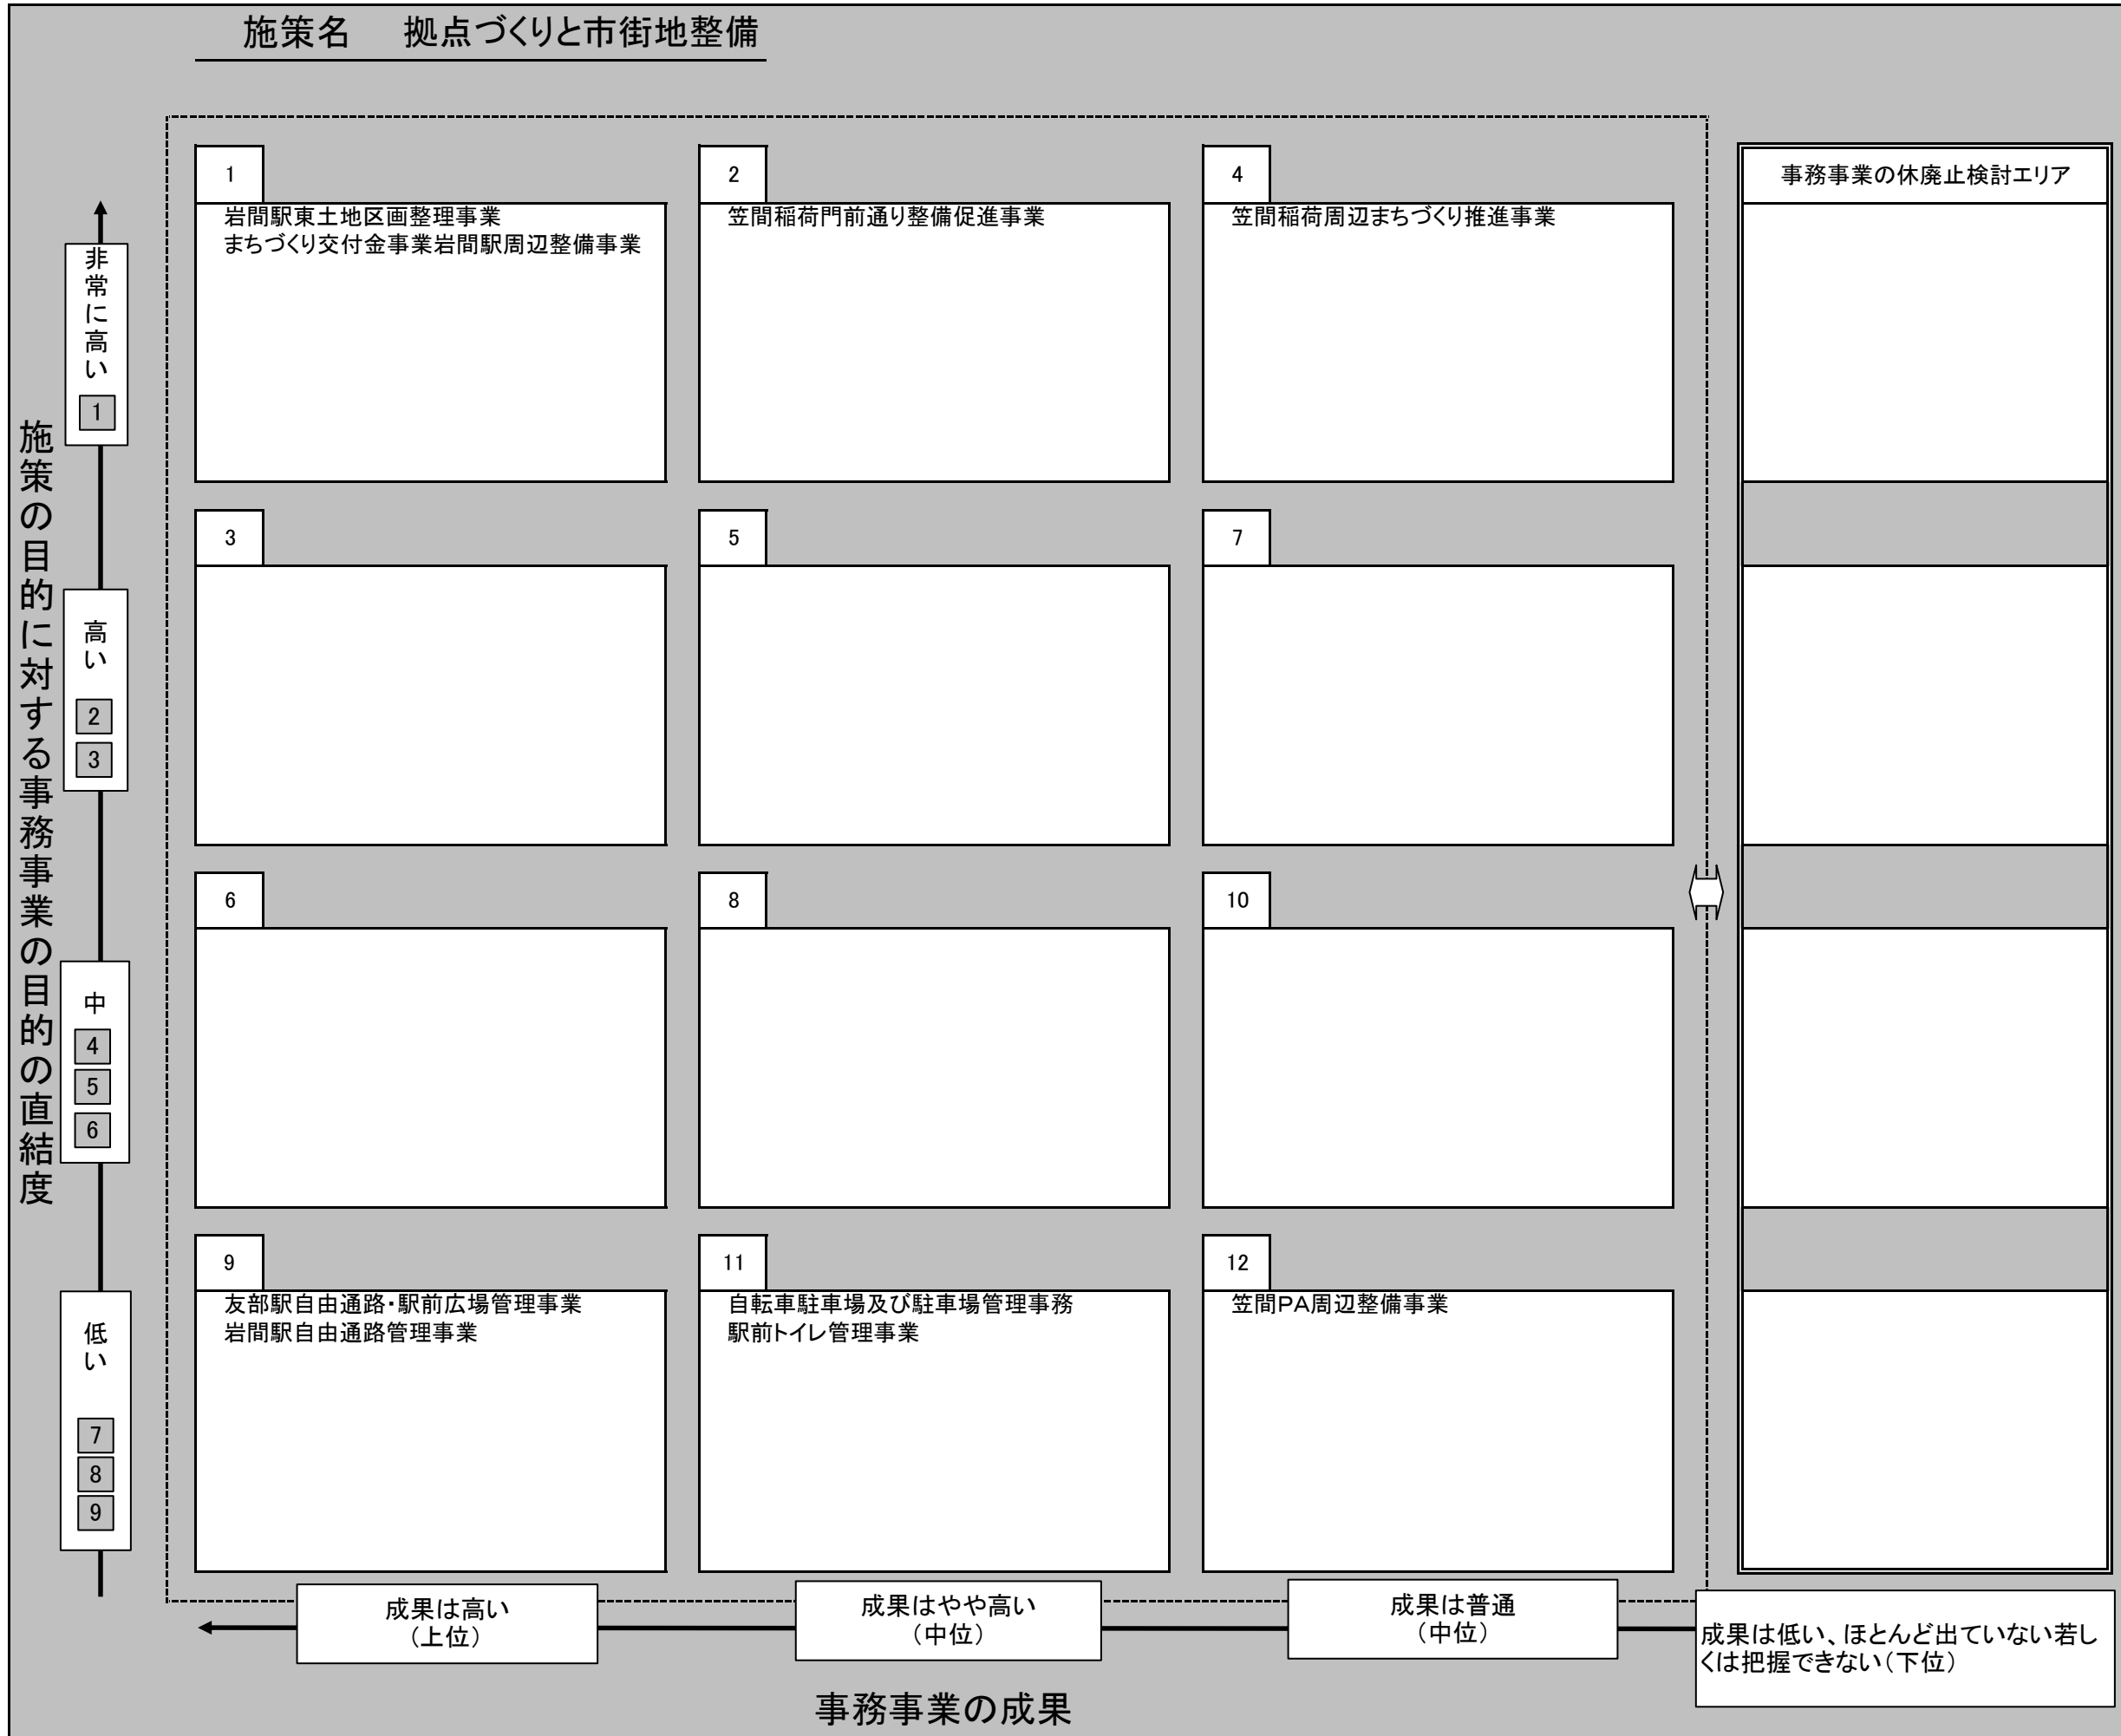 施策名　拠点づくりと市街地整備
施策の目的に対する事務事業の目的の直結度
非常に高い
1
高い
2
3
中
4
5
6
低い
7
8
9
1
岩間駅東土地区画整理事業
まちづくり交付金事業岩間駅周辺整備事業
2
笠間稲荷門前通り整備促進事業
4
笠間稲荷周辺まちづくり推進事業
事務事業の休廃止検討エリア
3
5
7
6
8
10
9
友部駅自由通路・駅前広場管理事業
岩間駅自由通路管理事業
11
自転車駐車場及び駐車場管理事務
駅前トイレ管理事業
12
笠間PA周辺整備事業
成果は高い
（上位）
成果はやや高い
（中位）
成果は普通
（中位）
成果は低い、ほとんど出ていない若し
くは把握できない（下位）
事務事業の成果